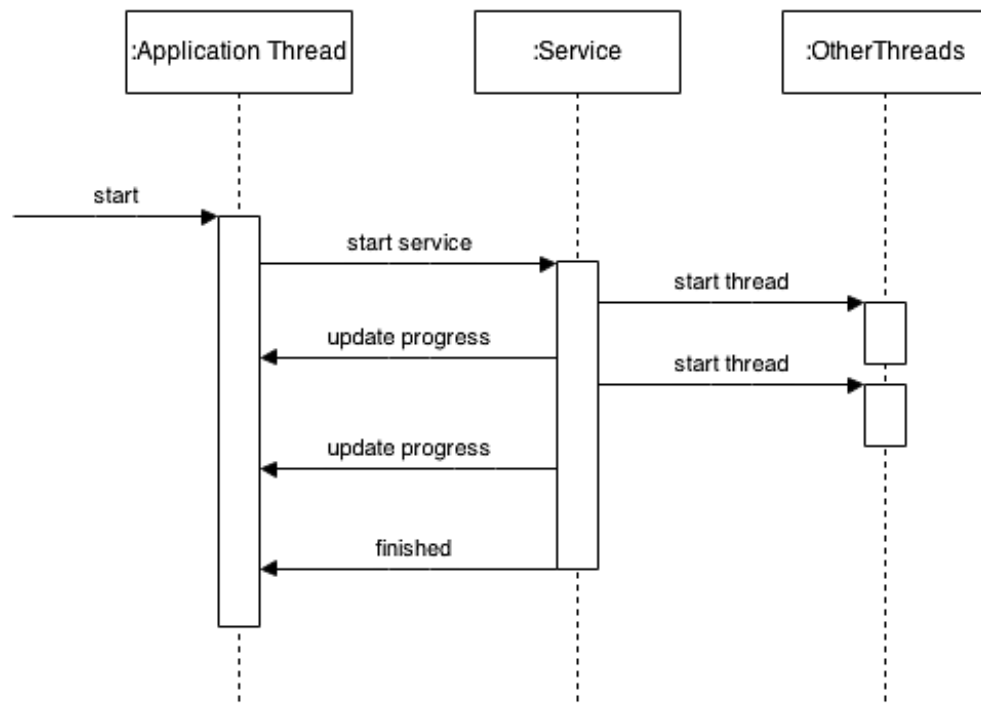 :Application Thread
:Service
:OtherThreads
start
start service
start thread
update progress
start thread
update progress
finished